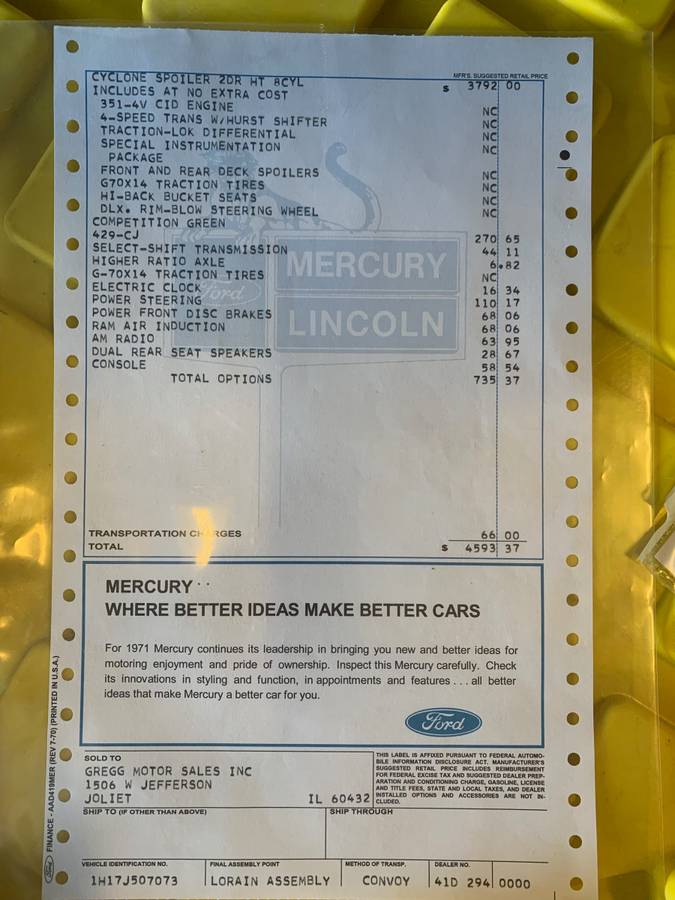 MFR'S. SUGGESTED RETAIL PRICE
CYCLONE SPOILER 2DR HT 8CYL $ 3792 00
INCLUDES AT NO EXTRA COST
351-4V CID ENGINE NC
4-SPEED TRANS W/HURST SHIFTER NC
TRACTION-LOK DIFFERENTIAL NC
SPECIAL INSTRUMENTATION NC
PACKAGE
FRONT AND REAR DECK SPOILERS NC
G70X14 TRACTION TIRES NC
HI-BACK BUCKET SEATS NC
DLX. RIM-BLOW STEERING WHEEL NC
COMPETITION GREEN
429-CJ 270 65
SELECT-SHIFT TRANSMISSION 44 11
HIGHER RATIO AXLE 6.82
G-70X14 TRACTION TIRES NC
ELECTRIC CLOCK 16 34
POWER STEERING 110 17
POWER FRONT DISC BRAKES 68 06
RAM AIR INDUCTION 68 06
AM RADIO 63 95
DUAL REAR SEAT SPEAKERS 28 67
CONSOLE 58 54
TOTAL OPTIONS 735 37
MERCURY
Ford
LINCOLN
TRANSPORTATION CHARGES 66 00
TOTAL $ 4593 37
MERCURY . .
WHERE BETTER IDEAS MAKE BETTER CARS
For 1971 Mercury continues its leadership in bringing you new and better ideas for
motoring enjoyment and pride of ownership. Inspect this Mercury carefully. Check
its innovations in styling and function, in appointments and features . . . all better
ideas that make Mercury a better car for you.
Ford
SOLD TO
GREGG MOTOR SALES INC
1506 W JEFFERSON
JOLIET IL 60432
THIS LABEL IS AFFIXED PURSUANT TO FEDERAL AUTOMO-
BILE INFORMATION DISCLOSURE ACT. MANUFACTURER'S
SUGGESTED RETAIL PRICE INCLUDES REIMBURSEMENT
FOR FEDERAL EXCISE TAX AND SUGGESTED DEALER PREP-
ARATION AND CONDITIONING CHARGE, GASOLINE, LICENSE
AND TITLE FEES, STATE AND LOCAL TAXES, AND DEALER
INSTALLED OPTIONS AND ACCESSORIES ARE NOT IN-
CLUDED.
SHIP TO (IF OTHER THAN ABOVE) SHIP THROUGH
VEHICLE IDENTIFICATION NO. FINAL ASSEMBLY POINT METHOD OF TRANSP. DEALER NO.
1H17J507073 LORAIN ASSEMBLY CONVOY 41D 294 0000
Ford FINANCE - AAD419MER (REV 7-70) (PRINTED IN U.S.A.)